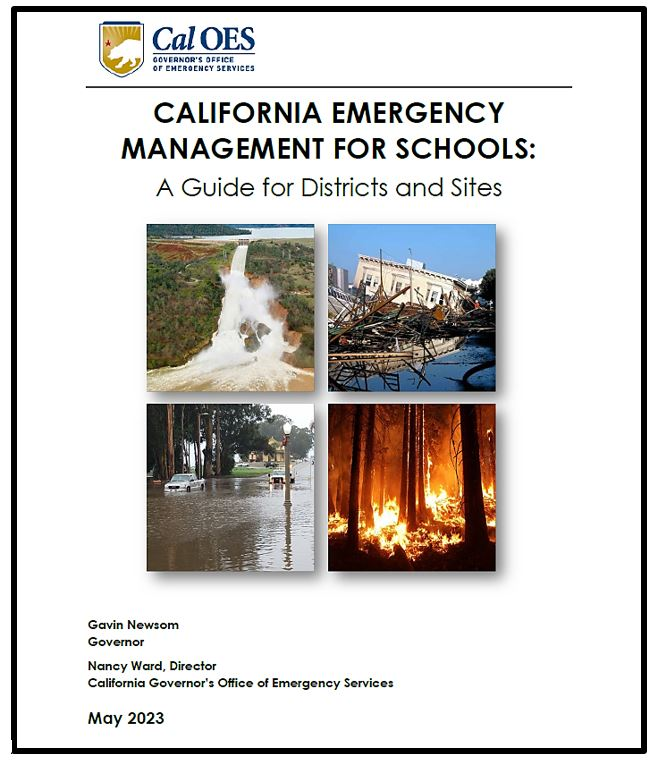 Cal OES
GOVERNOR'S OFFICE
OF EMERGENCY SERVICES
CALIFORNIA EMERGENCY
MANAGEMENT FOR SCHOOLS:
A Guide for Districts and Sites
Gavin Newsom
Governor
Nancy Ward, Director
California Governor's Office of Emergency Services
May 2023